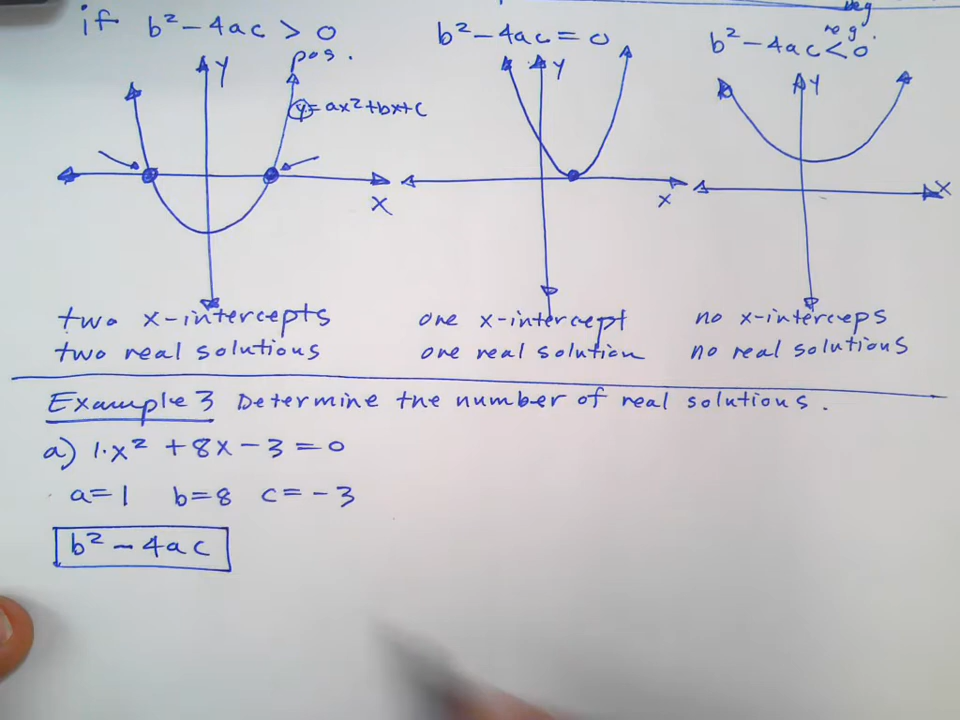 if b² - 4ac > 0
pos.
y = ax² + bx + c
Y
X
two x-intercepts
two real solutions
b² - 4ac = 0
Y
X
one x-intercept
one real solution
neg.
b² - 4ac < 0
Y
X
no x-interceps
no real solutions
Example 3 Determine the number of real solutions.
a) 1·x² + 8x - 3 = 0
a = 1 b = 8 c = -3
b² - 4ac